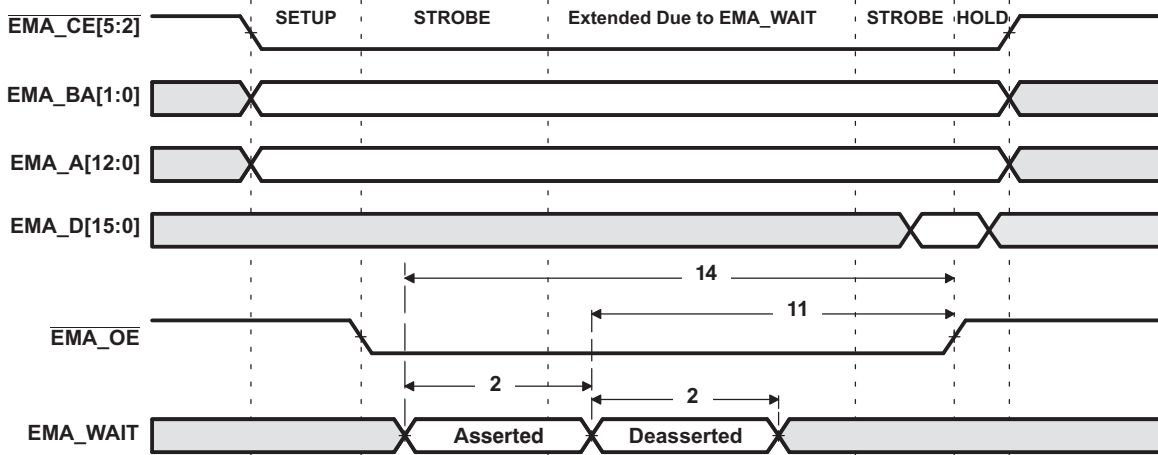 SETUP STROBE Extended Due to EMA_WAIT STROBE HOLD
EMA_CE[5:2]
EMA_BA[1:0]
EMA_A[12:0]
EMA_D[15:0]
14
11
EMA_OE
2
2
EMA_WAIT Asserted Deasserted